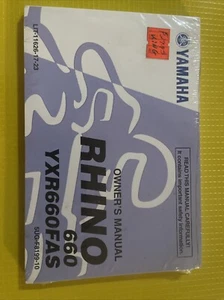 YAMAHA
READ THIS MANUAL CAREFULLY!
It contains important safety information.
OWNER'S MANUAL
RHINO
660
YXR660FAS
LIT-11626-17-23
5UG-F8199-10